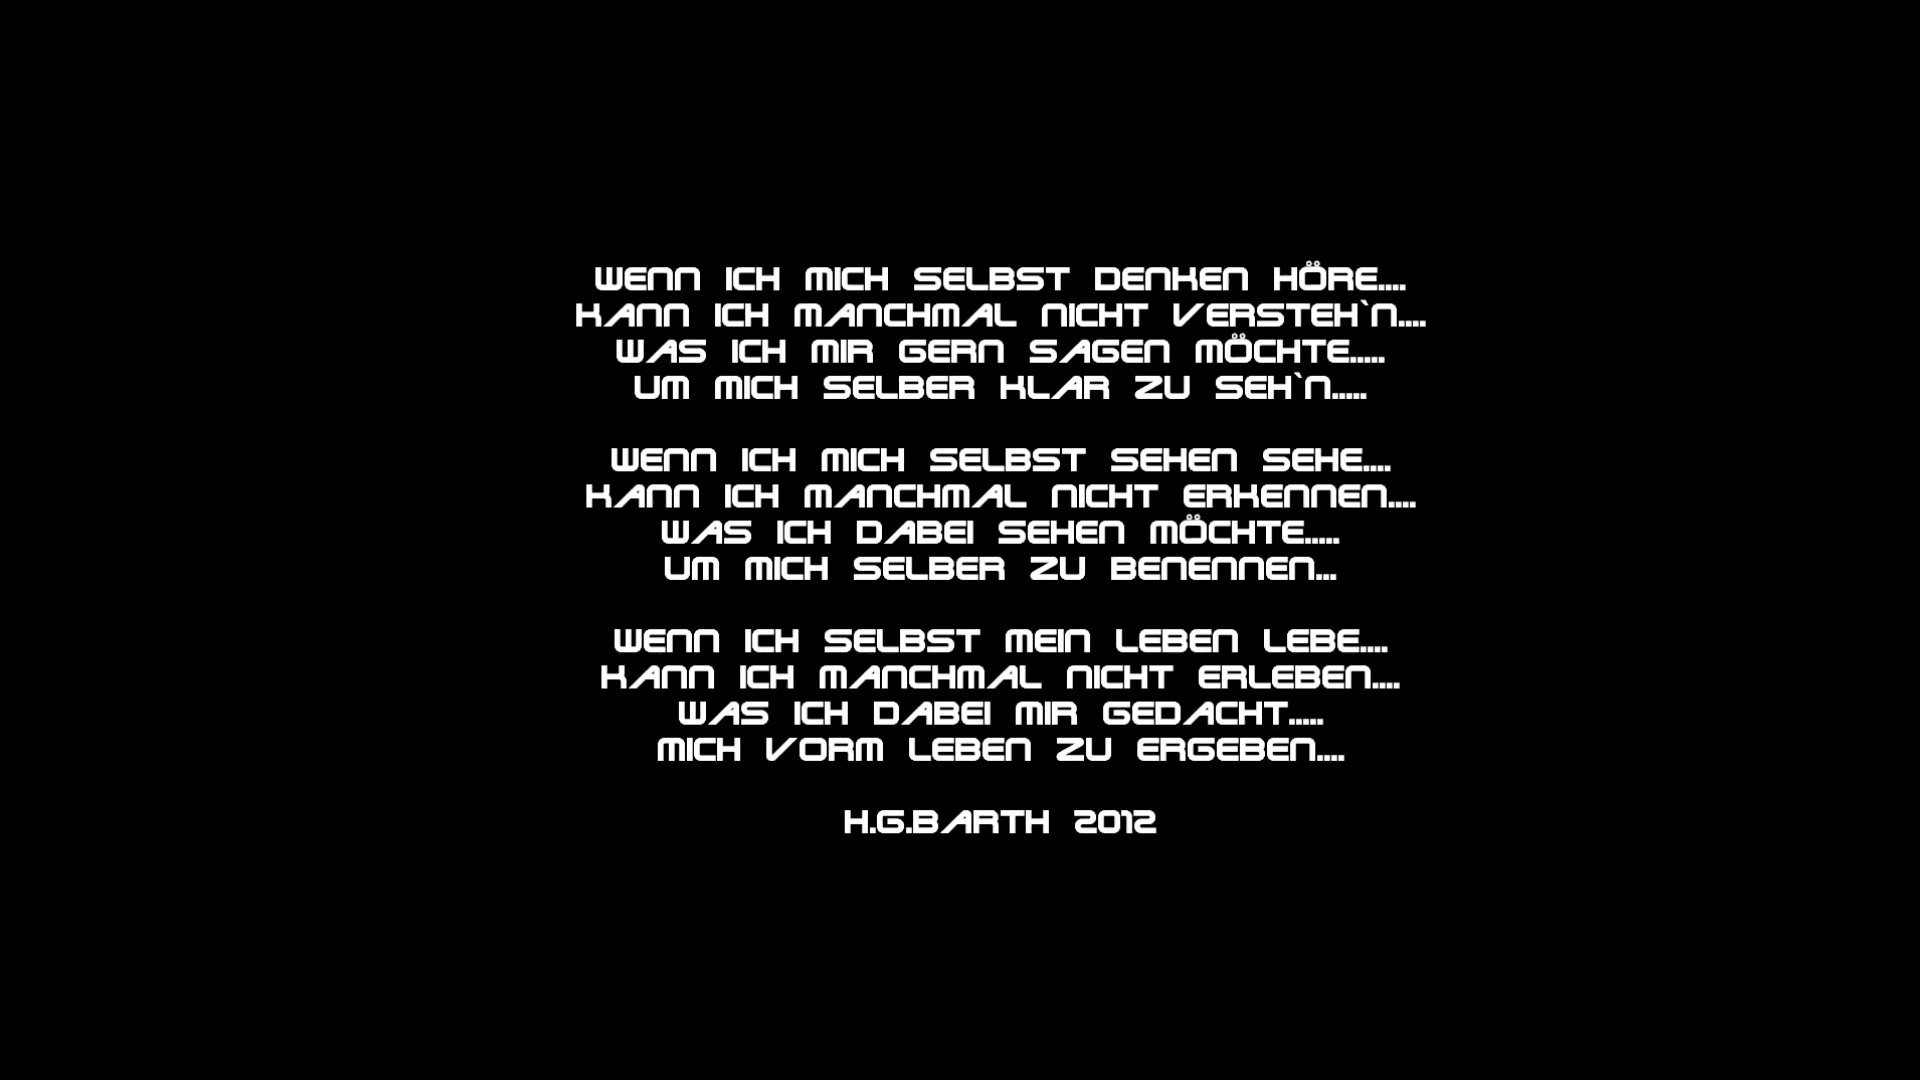 WENN ICH MICH SELBST DENKEN HÖRE....
KANN ICH MANCHMAL NICHT VERSTEH`N....
WAS ICH MIR GERN SAGEN MÖCHTE.....
UM MICH SELBER KLAR ZU SEH`N.....
WENN ICH MICH SELBST SEHEN SEHE....
KANN ICH MANCHMAL NICHT ERKENNEN....
WAS ICH DABEI SEHEN MÖCHTE.....
UM MICH SELBER ZU BENENNEN...
WENN ICH SELBST MEIN LEBEN LEBE....
KANN ICH MANCHMAL NICHT ERLEBEN....
WAS ICH DABEI MIR GEDACHT.....
MICH VORM LEBEN ZU ERGEBEN....
H.G.BARTH 2012